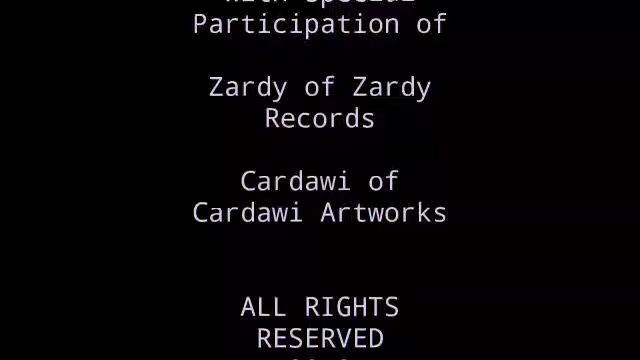 Participation of
Zardy of Zardy
Records
Cardawi of
Cardawi Artworks
ALL RIGHTS
RESERVED